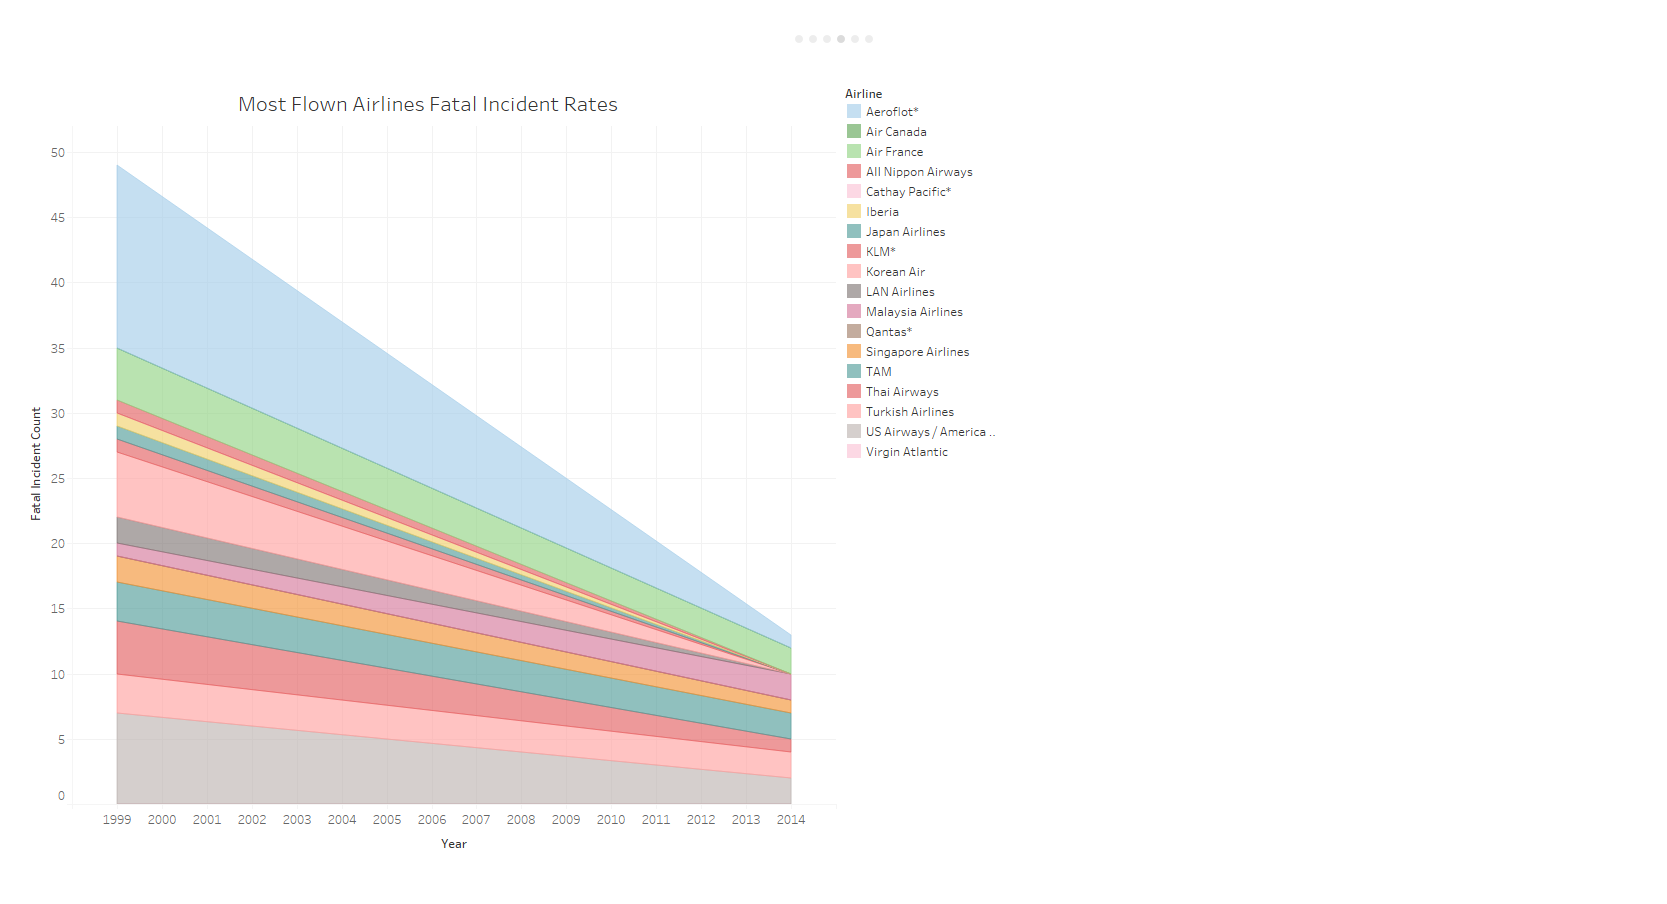 Most Flown Airlines Fatal Incident Rates
50
45
40
35
30
25
20
15
10
5
0
Fatal Incident Count
1999 2000 2001 2002 2003 2004 2005 2006 2007 2008 2009 2010 2011 2012 2013 2014
Year
Airline
Aeroflot*
Air Canada
Air France
All Nippon Airways
Cathay Pacific*
Iberia
Japan Airlines
KLM*
Korean Air
LAN Airlines
Malaysia Airlines
Qantas*
Singapore Airlines
TAM
Thai Airways
Turkish Airlines
US Airways / America ..
Virgin Atlantic